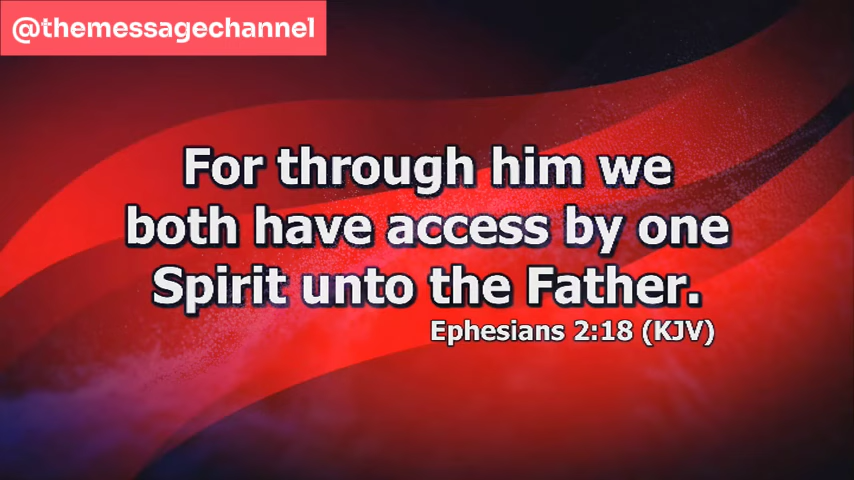 @themessagechannel
For through him we
both have access by one
Spirit unto the Father.
Ephesians 2:18 (KJV)